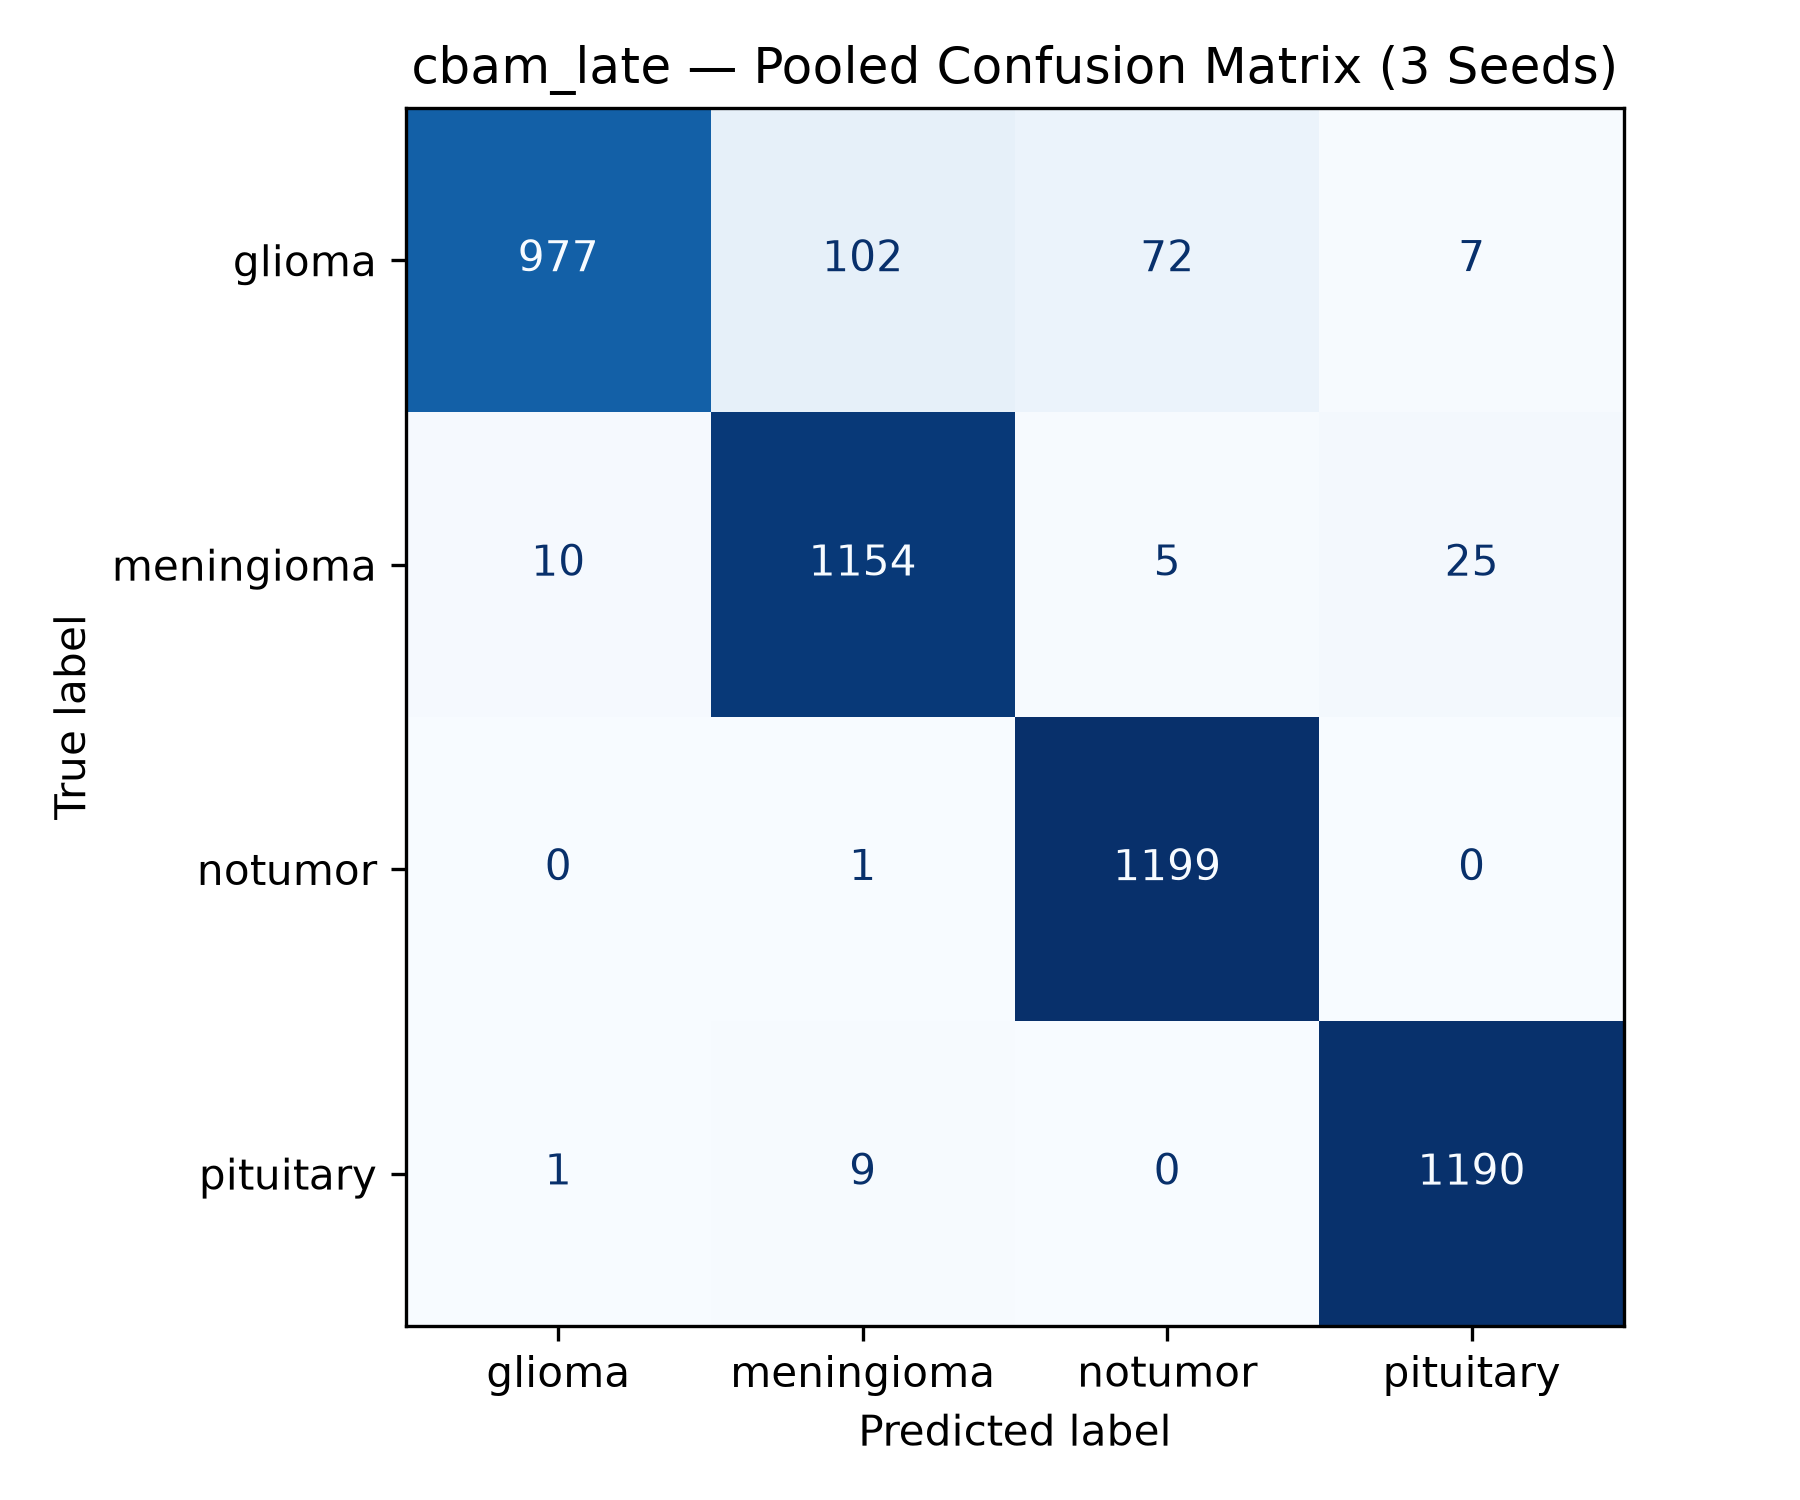 cbam_late — Pooled Confusion Matrix (3 Seeds)
True label
glioma 977 102 72 7
meningioma 10 1154 5 25
notumor 0 1 1199 0
pituitary 1 9 0 1190
glioma meningioma notumor pituitary
Predicted label